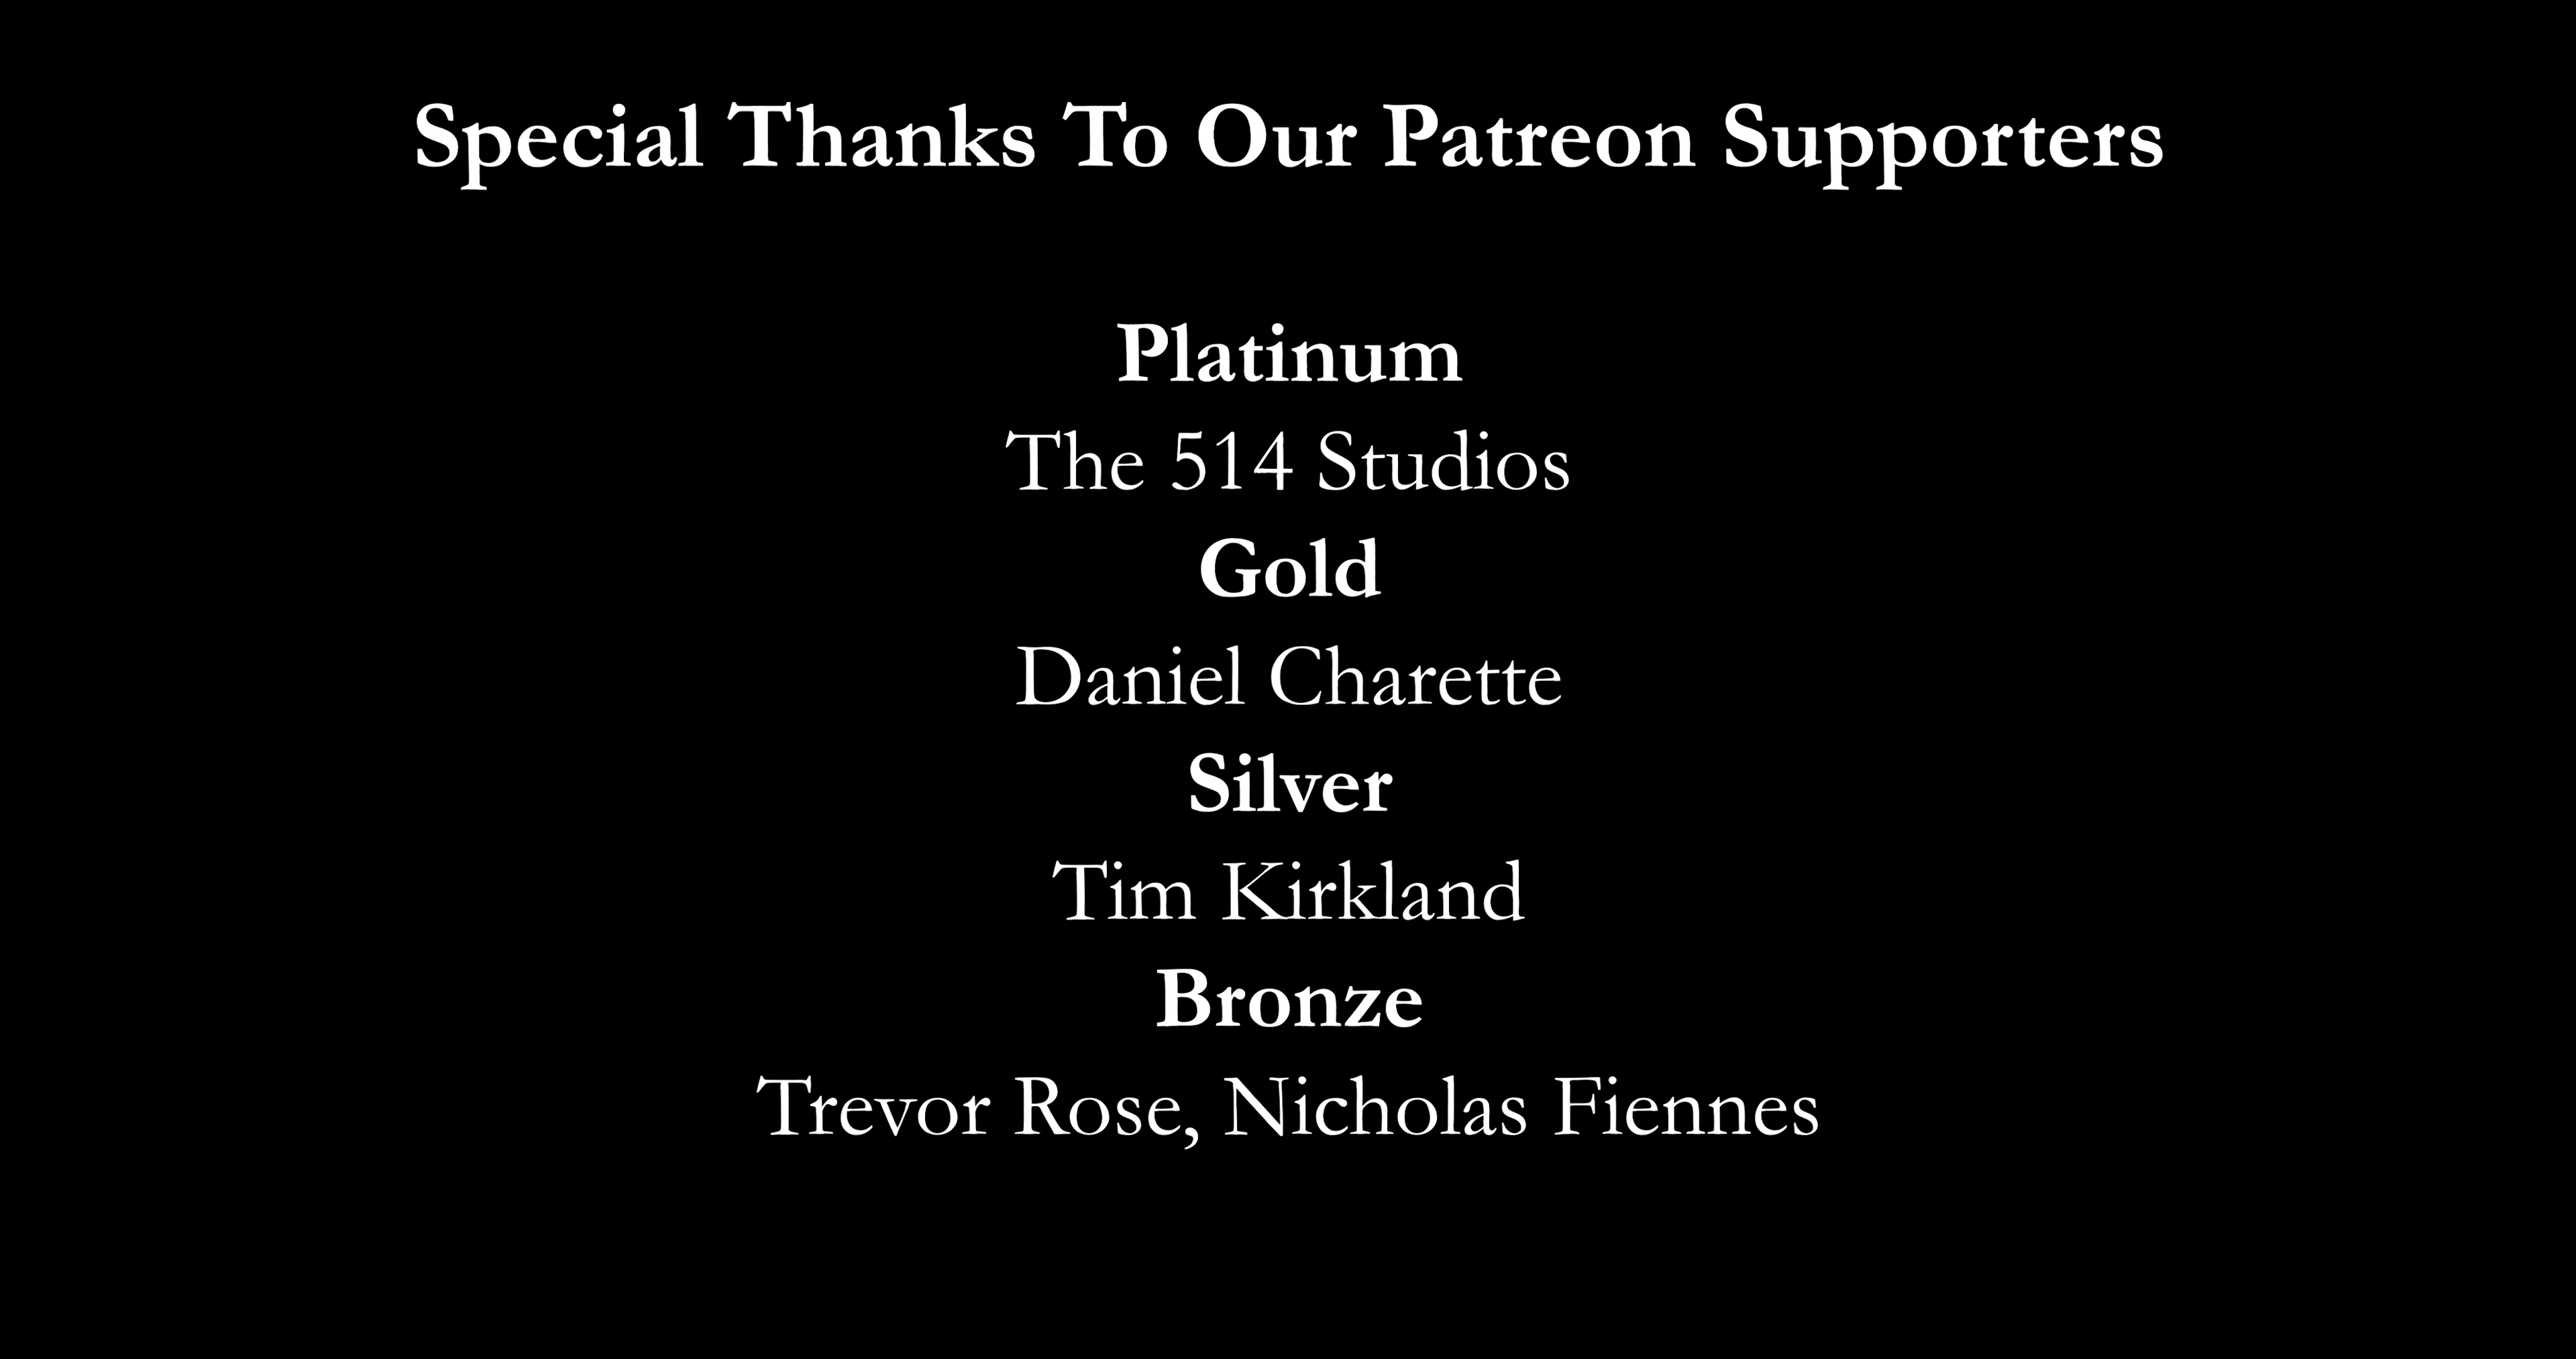 Special Thanks To Our Patreon Supporters
Platinum
The 514 Studios
Gold
Daniel Charette
Silver
Tim Kirkland
Bronze
Trevor Rose, Nicholas Fiennes